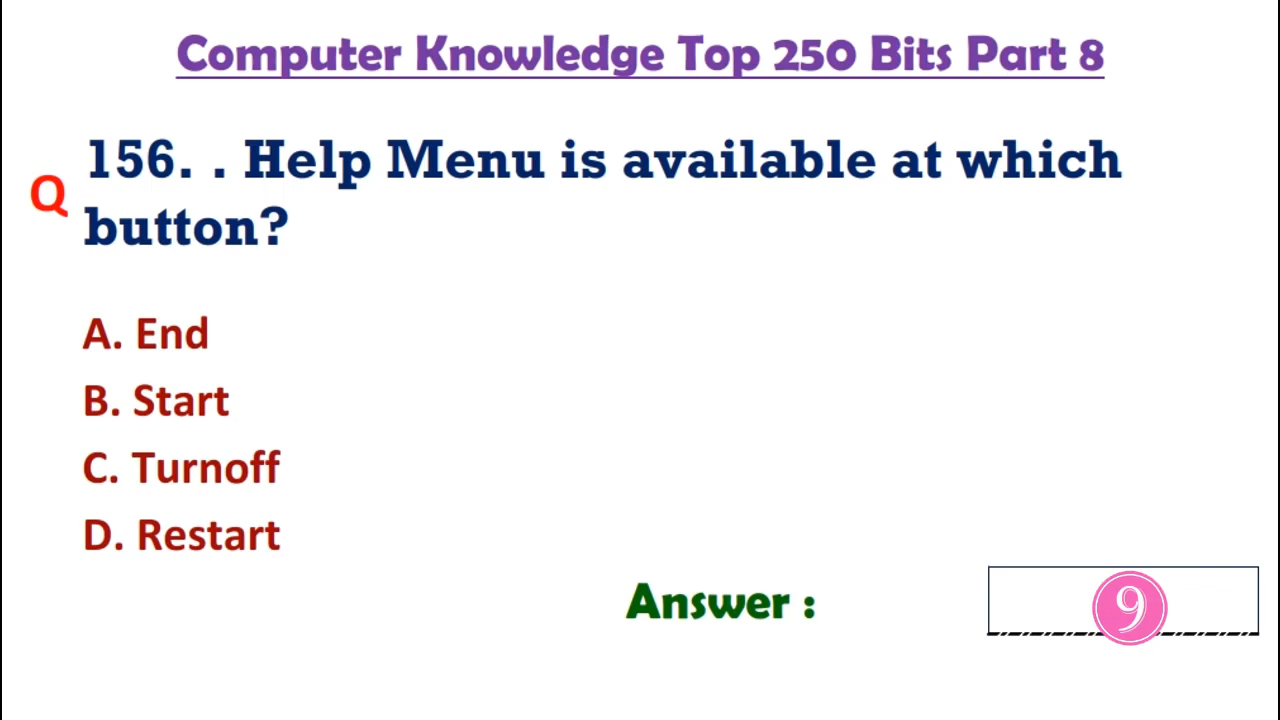 Computer Knowledge Top 250 Bits Part 8
156. . Help Menu is available at which
Q
button?
A. End
B. Start
C. Turnoff
D. Restart
Answer :
9